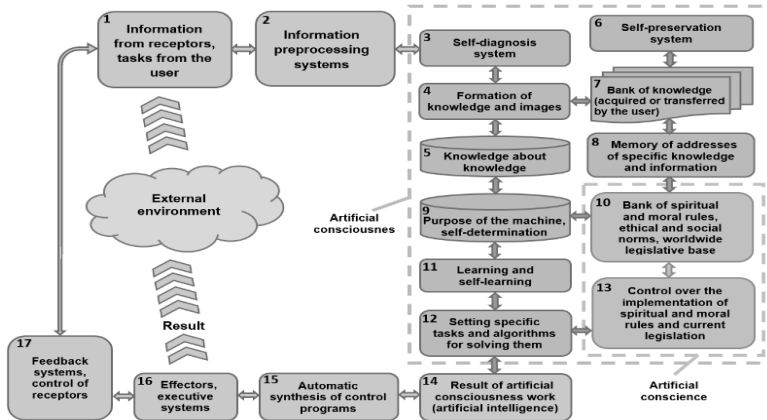 1
Information
from receptors,
tasks from the
user
2
Information
preprocessing
systems
3
Self-diagnosis
system
6
Self-preservation
system
4
Formation of
knowledge and images
7
Bank of knowledge
(acquired or transferred
by the user)
5
Knowledge about
knowledge
8
Memory of addresses
of specific knowledge
and information
External
environment
Artificial
consciousnes
9
Purpose of the machine,
self-determination
10
Bank of spiritual
and moral rules,
ethical and social
norms, worldwide
legislative base
11
Learning and
self-learning
12
Setting specific
tasks and algorithms
for solving them
13
Control over the
implementation of
spiritual and moral
rules and current
legislation
Result
17
Feedback
systems,
control of
receptors
16
Effectors,
executive
systems
15
Automatic
synthesis of control
programs
14
Result of artificial
consciousness work
(artificial intelligence)
Artificial
conscience